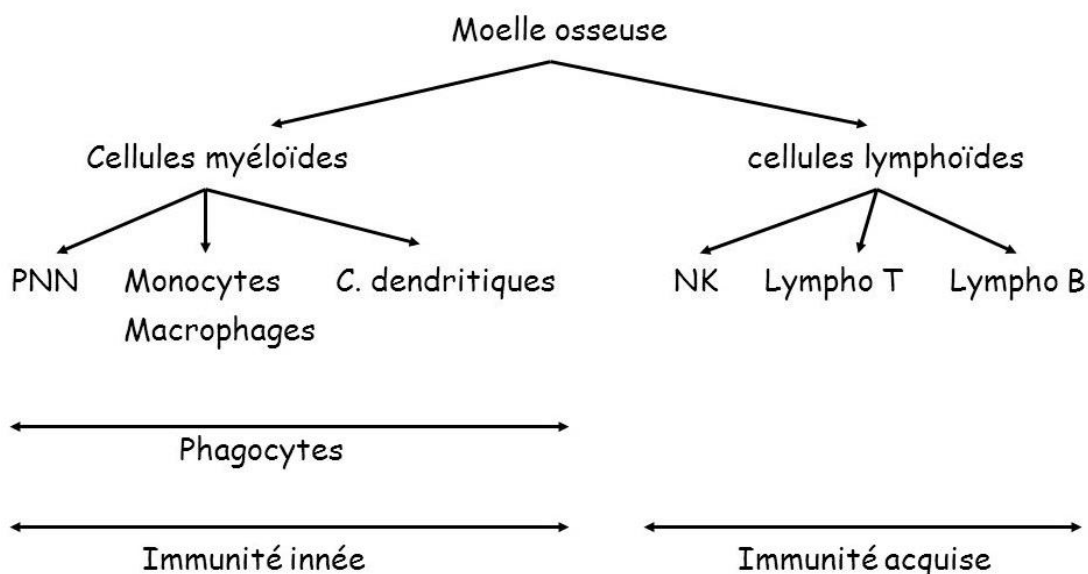 Moelle osseuse
Cellules myéloïdes
cellules lymphoïdes
PNN
Monocytes
Macrophages
C. dendritiques
NK
Lympho T
Lympho B
Phagocytes
Immunité innée
Immunité acquise